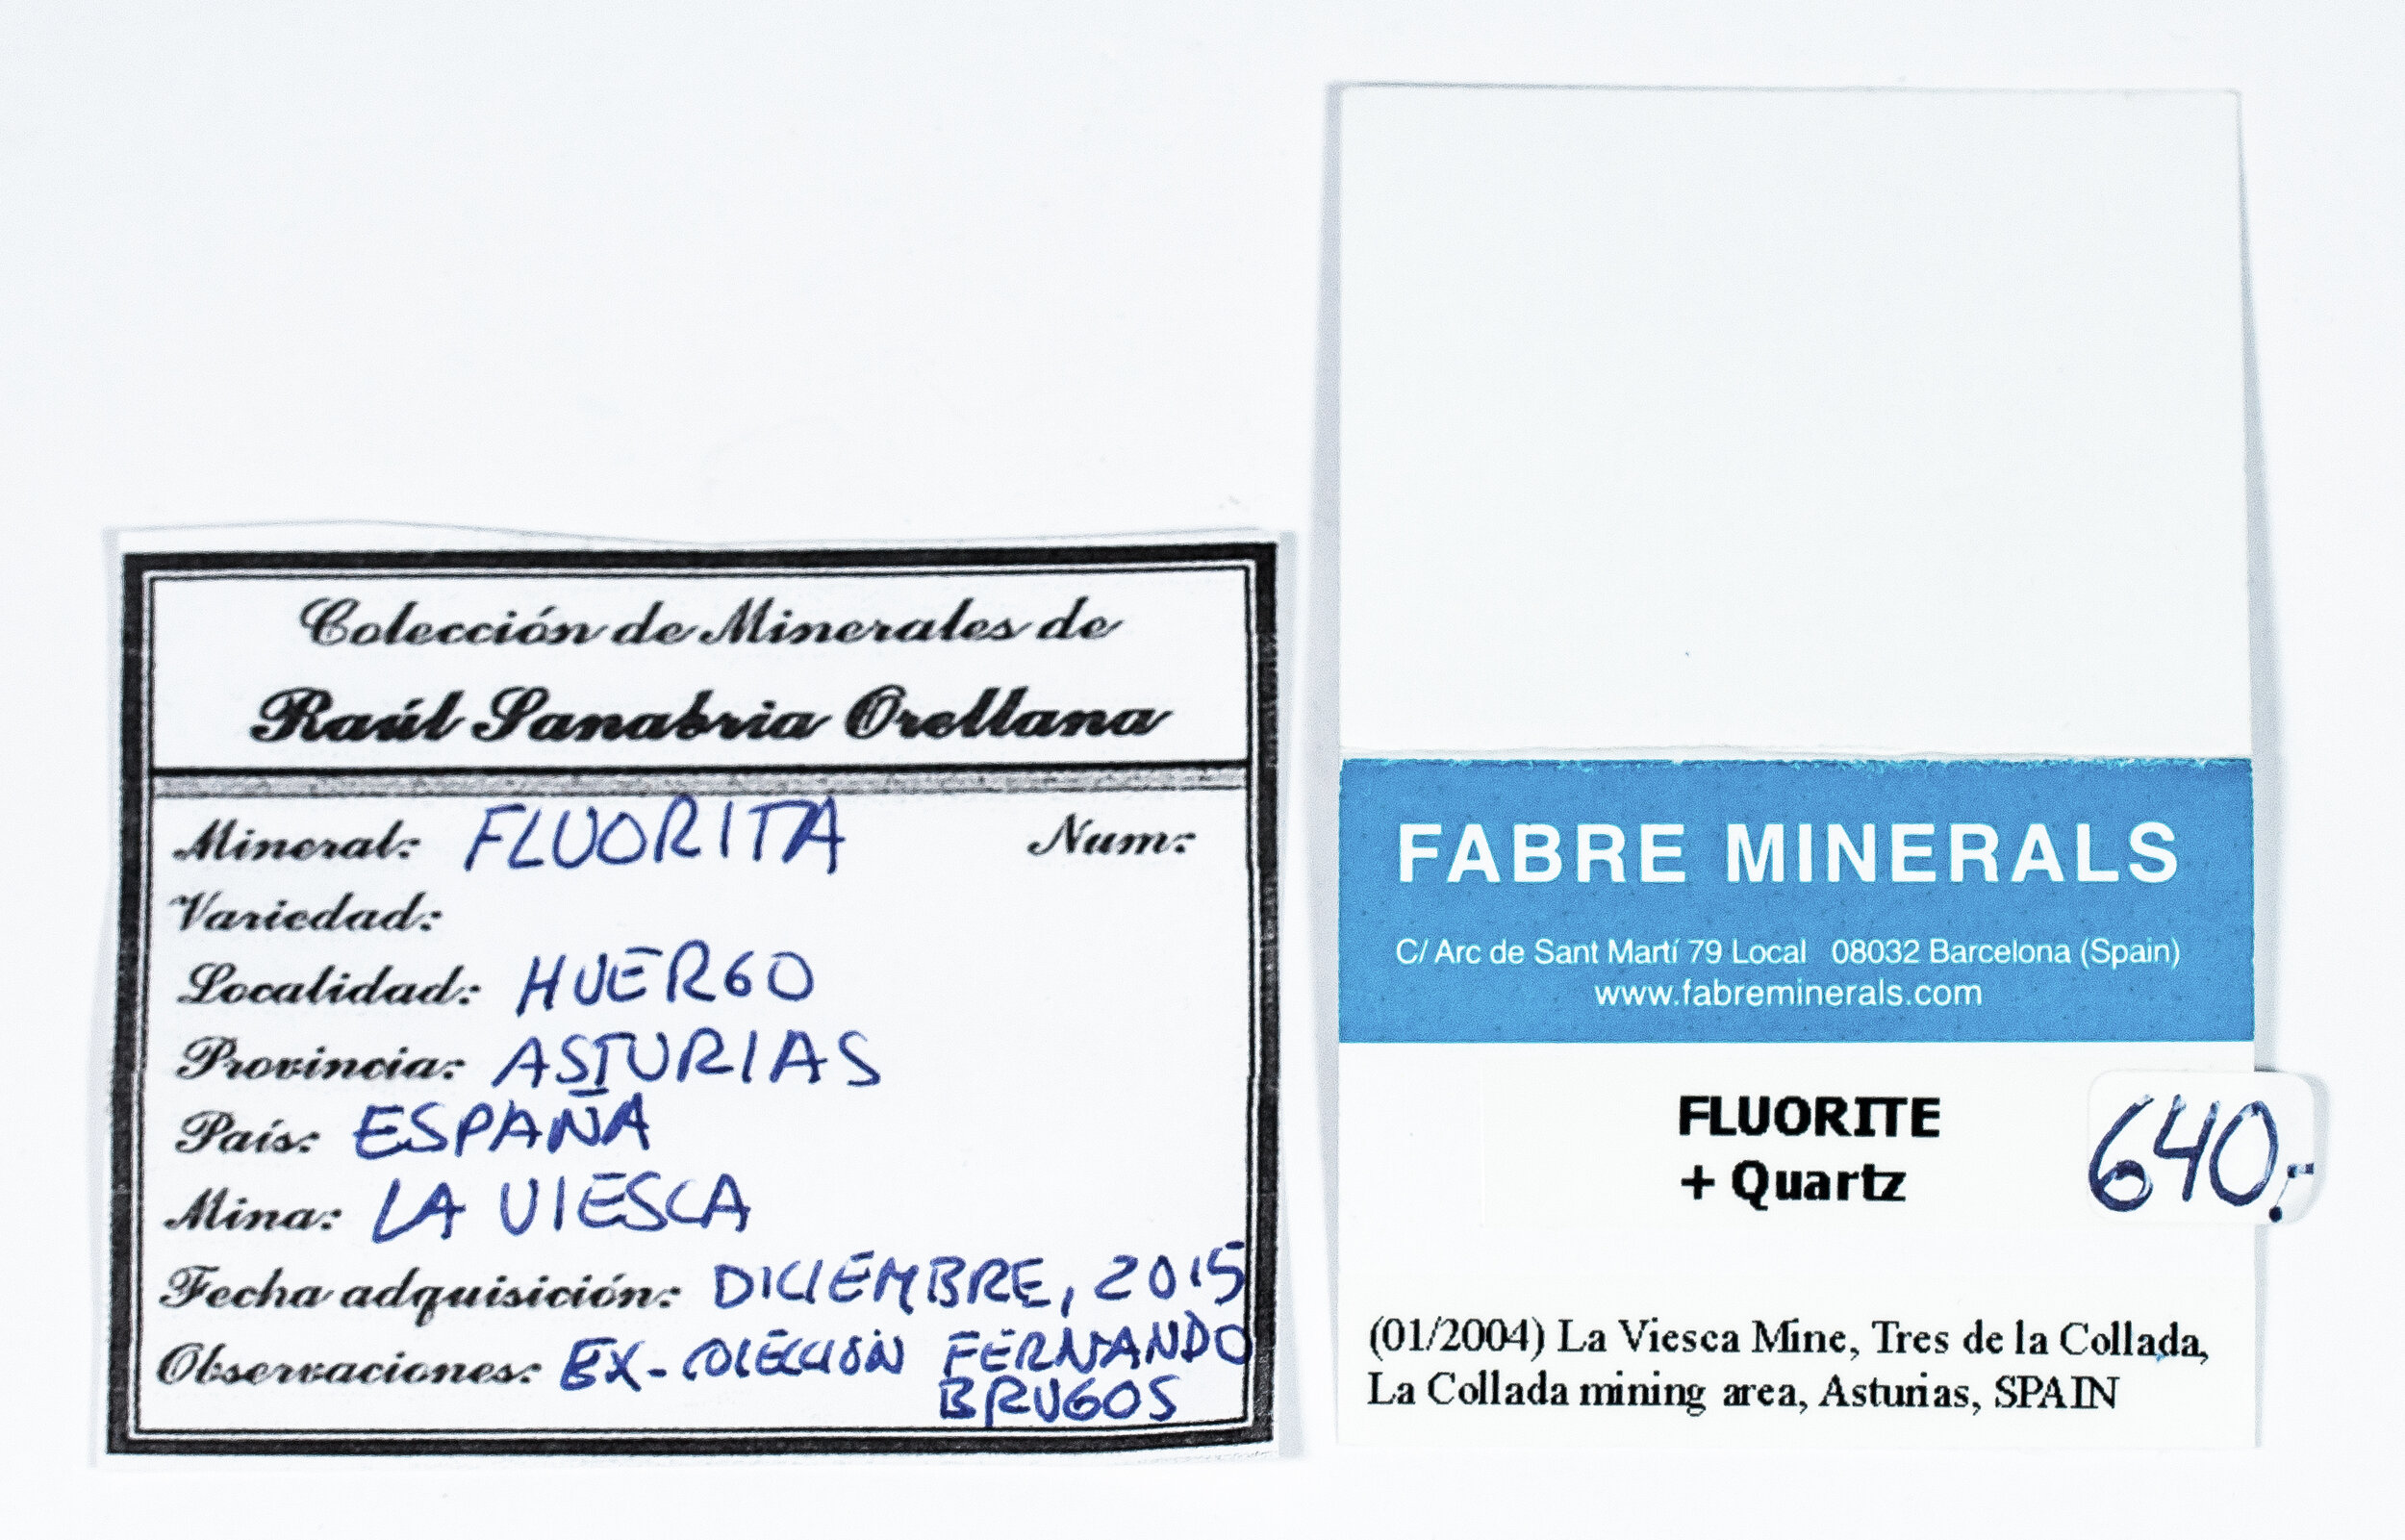 Colección de Minerales de
Raúl Sanabria Orellana
Mineral: FLUORITA Num:
Variedad:
Localidad: HUERGO
Provincia: ASTURIAS
País: ESPAÑA
Mina: LA VIESCA
Fecha adquisición: DICIEMBRE, 2015
Observaciones: EX-COLECCIÓN FERNANDO
BRUGOS
FABRE MINERALS
C/ Arc de Sant Martí 79 Local 08032 Barcelona (Spain)
www.fabreminerals.com
FLUORITE
+ Quartz
640,-
(01/2004) La Viesca Mine, Tres de la Collada,
La Collada mining area, Asturias, SPAIN